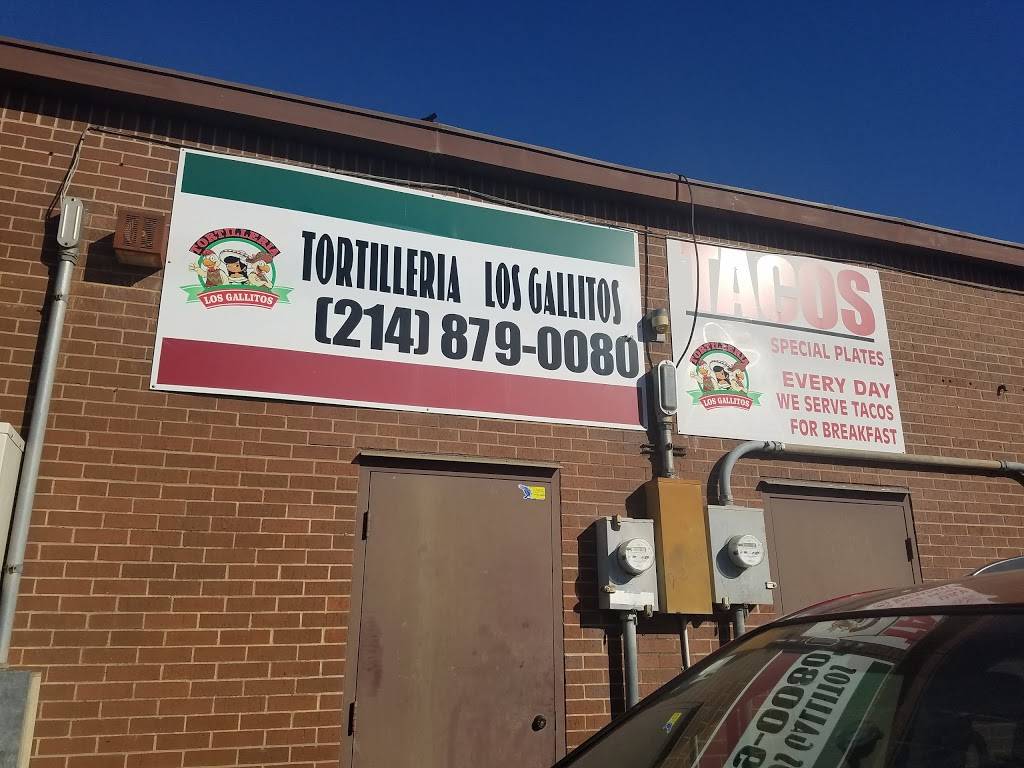 TORTILLERIA
LOS GALLITOS
TORTILLERIA LOS GALLITOS
(214) 879-0080
TACOS
SPECIAL PLATES
TORTILLERIA
LOS GALLITOS
EVERY DAY
WE SERVE TACOS
FOR BREAKFAST